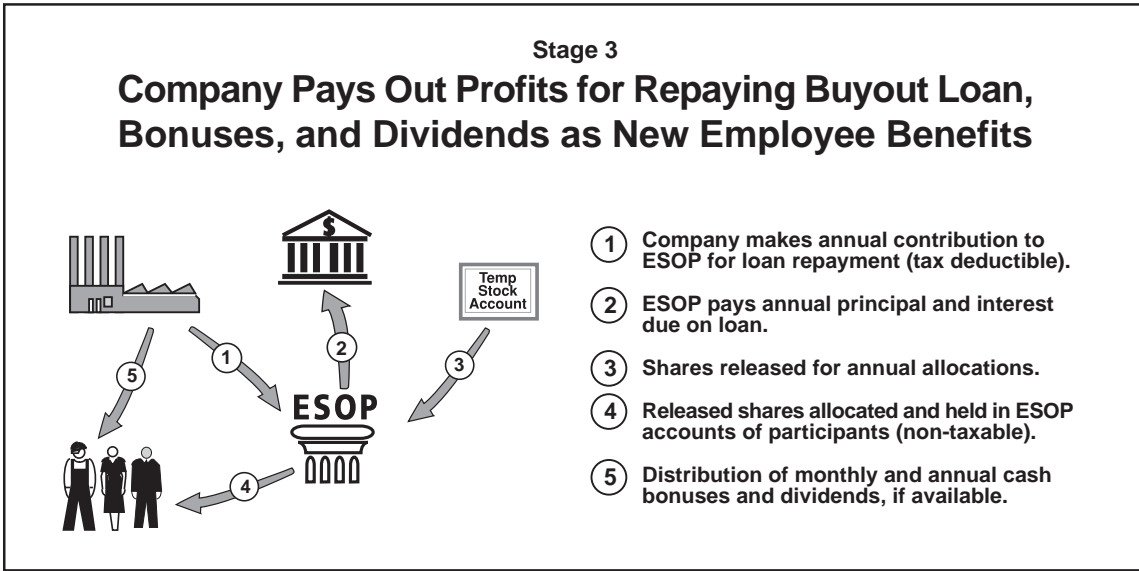 Stage 3
Company Pays Out Profits for Repaying Buyout Loan,
Bonuses, and Dividends as New Employee Benefits
$
Temp
Stock
Account
1
2
3
4
5
ESOP
1 Company makes annual contribution to
ESOP for loan repayment (tax deductible).
2 ESOP pays annual principal and interest
due on loan.
3 Shares released for annual allocations.
4 Released shares allocated and held in ESOP
accounts of participants (non-taxable).
5 Distribution of monthly and annual cash
bonuses and dividends, if available.